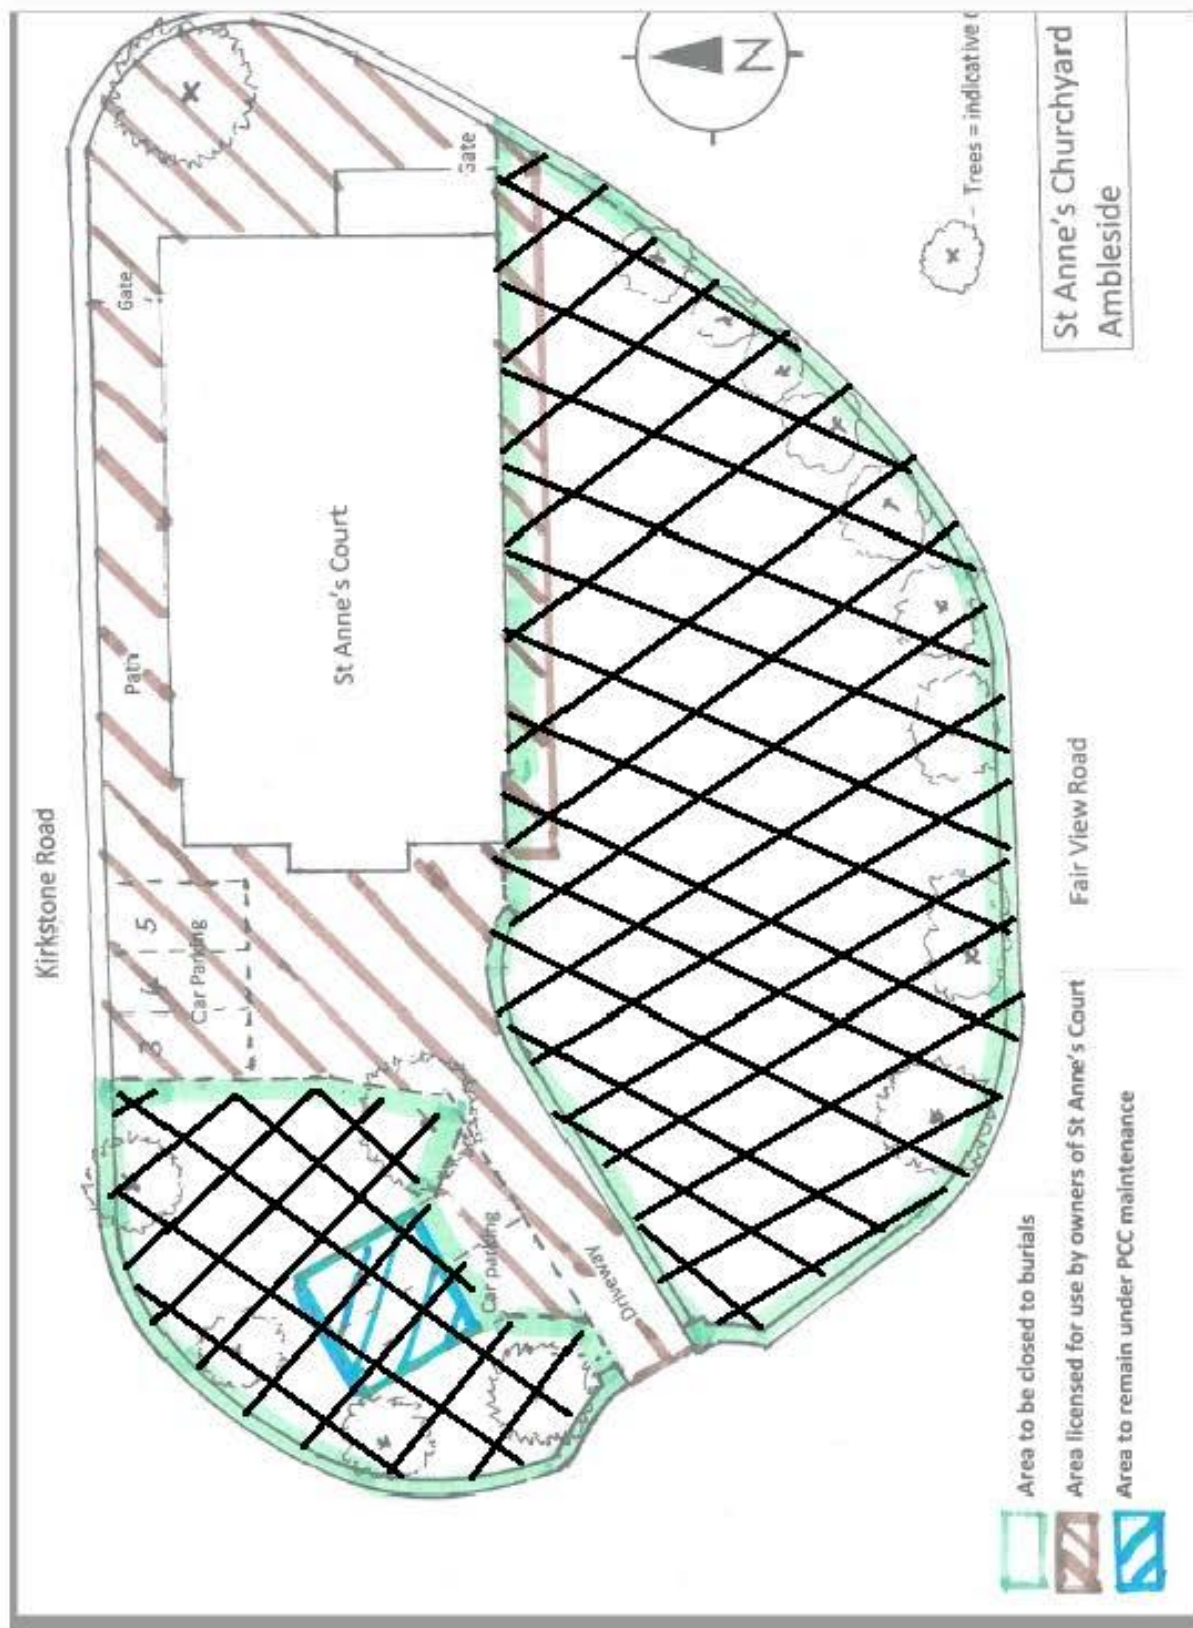 Kirkstone Road
Gate
Path
Car Parking
3
5
St Anne's Court
Gate
N
Trees = indicative
St Anne's Churchyard
Ambleside
Car parking
Driveway
Fair View Road
Area to be closed to burials
Area licensed for use by owners of St Anne's Court
Area to remain under PCC maintenance